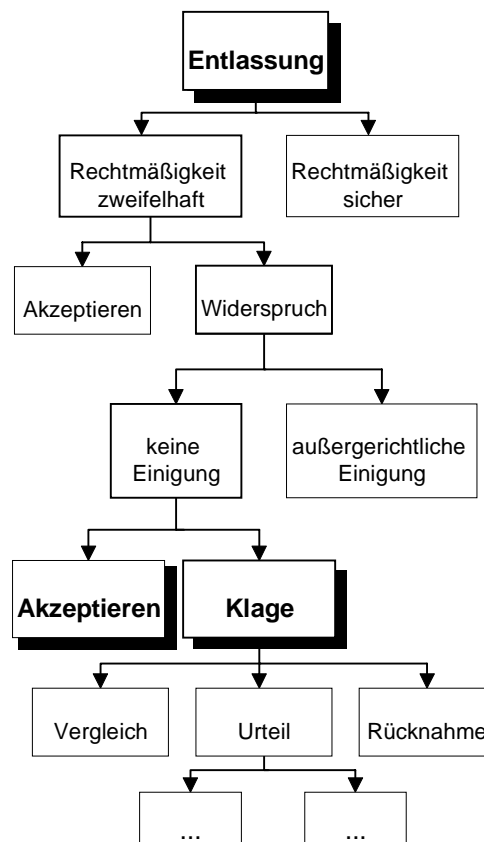 Entlassung
Rechtmäßigkeit
zweifelhaft
Rechtmäßigkeit
sicher
Akzeptieren
Widerspruch
keine
Einigung
außergerichtliche
Einigung
Akzeptieren
Klage
Vergleich
Urteil
Rücknahme
...
...